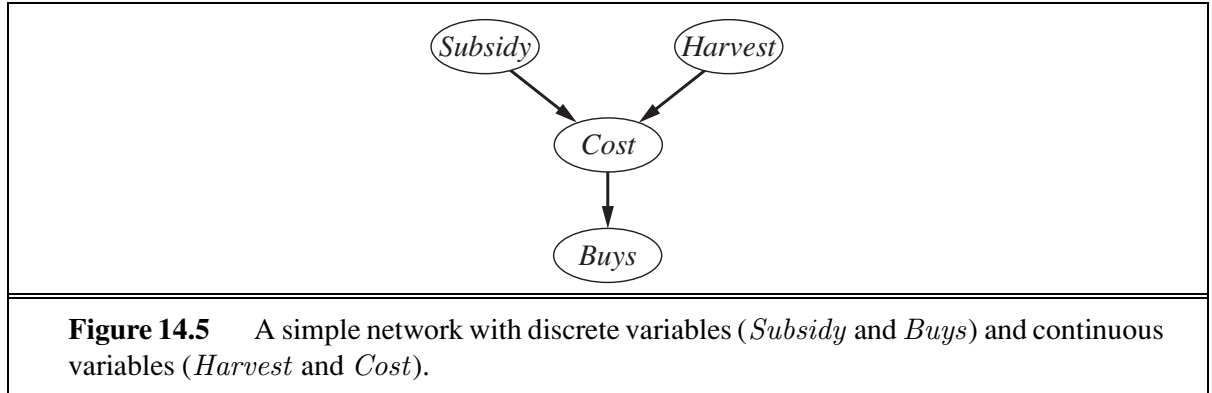 Subsidy Harvest
Cost
Buys
Figure 14.5 A simple network with discrete variables (Subsidy and Buys) and continuous
variables (Harvest and Cost).